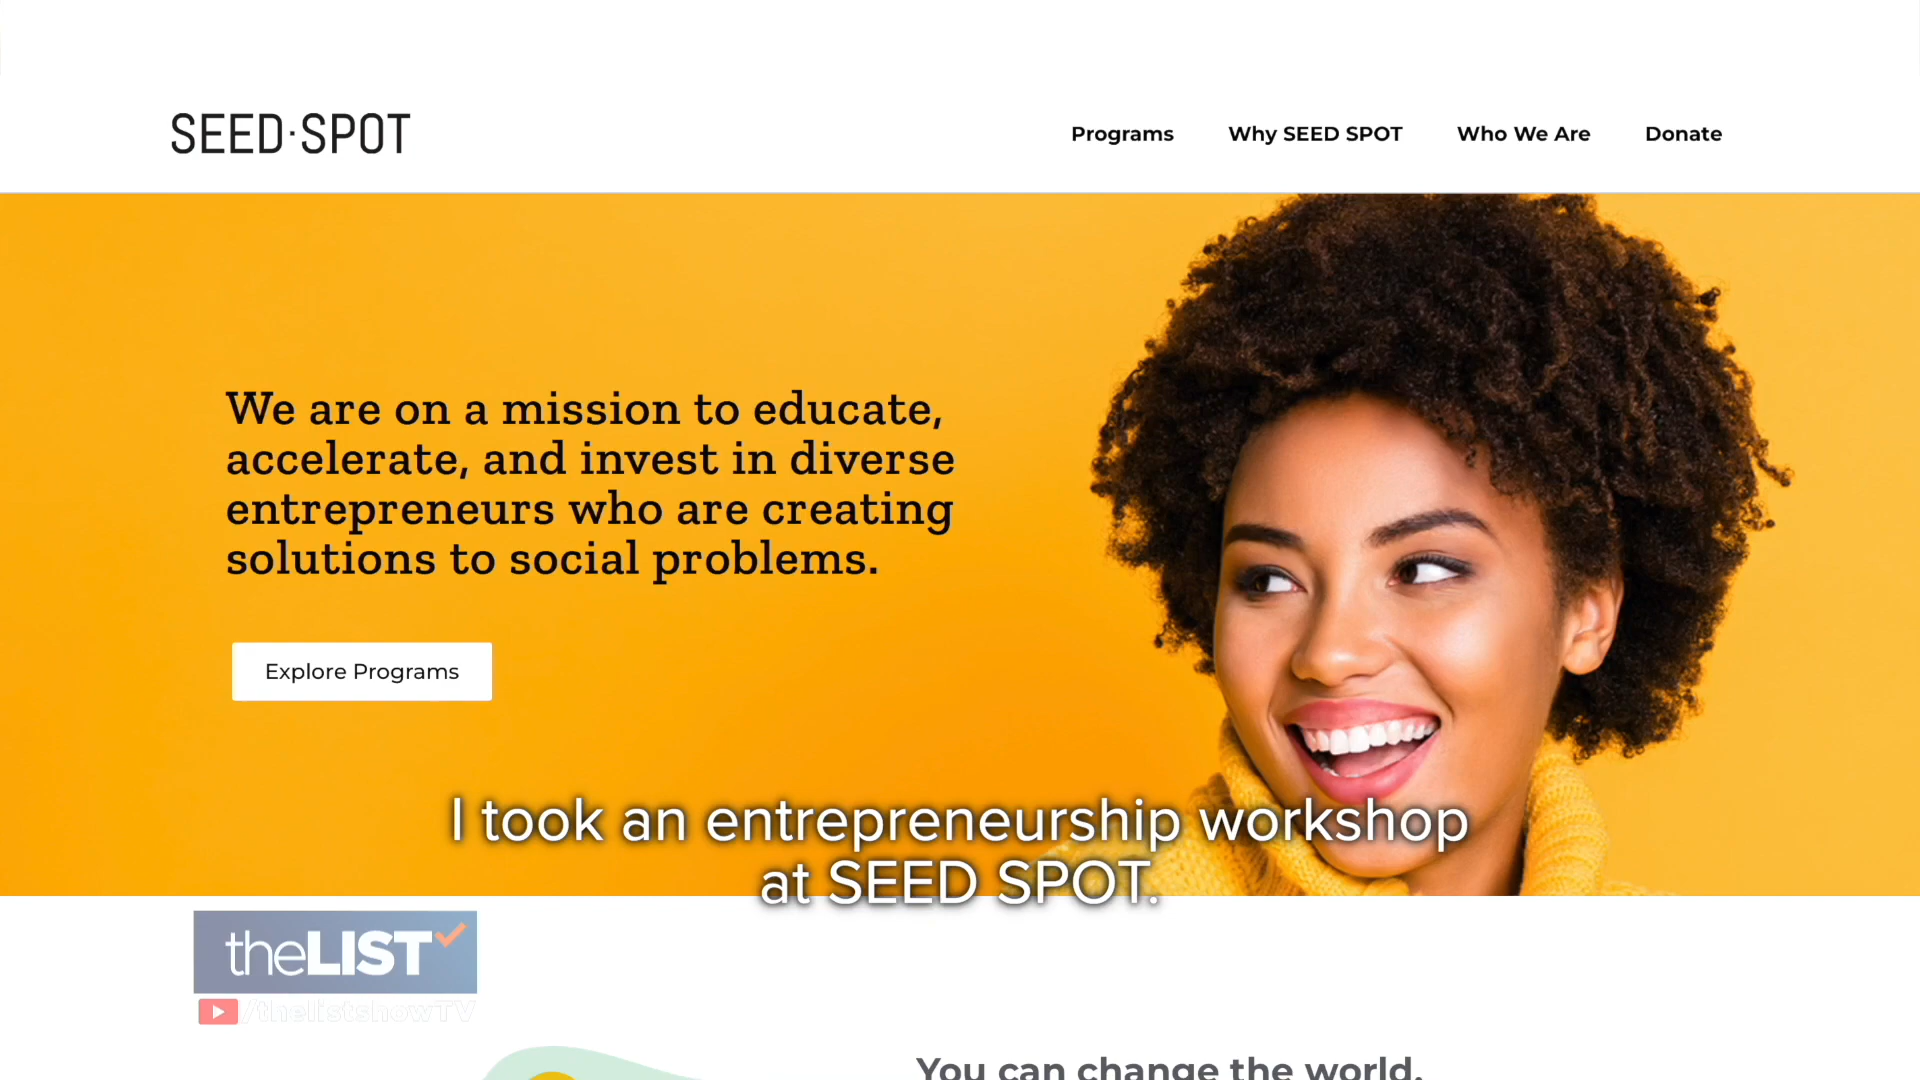 SEED·SPOT
Programs
Why SEED SPOT
Who We Are
Donate
We are on a mission to educate,
accelerate, and invest in diverse
entrepreneurs who are creating
solutions to social problems.
Explore Programs
I took an entrepreneurship workshop
at SEED SPOT.
theLIST
/thelistshowTV
You can change the world.